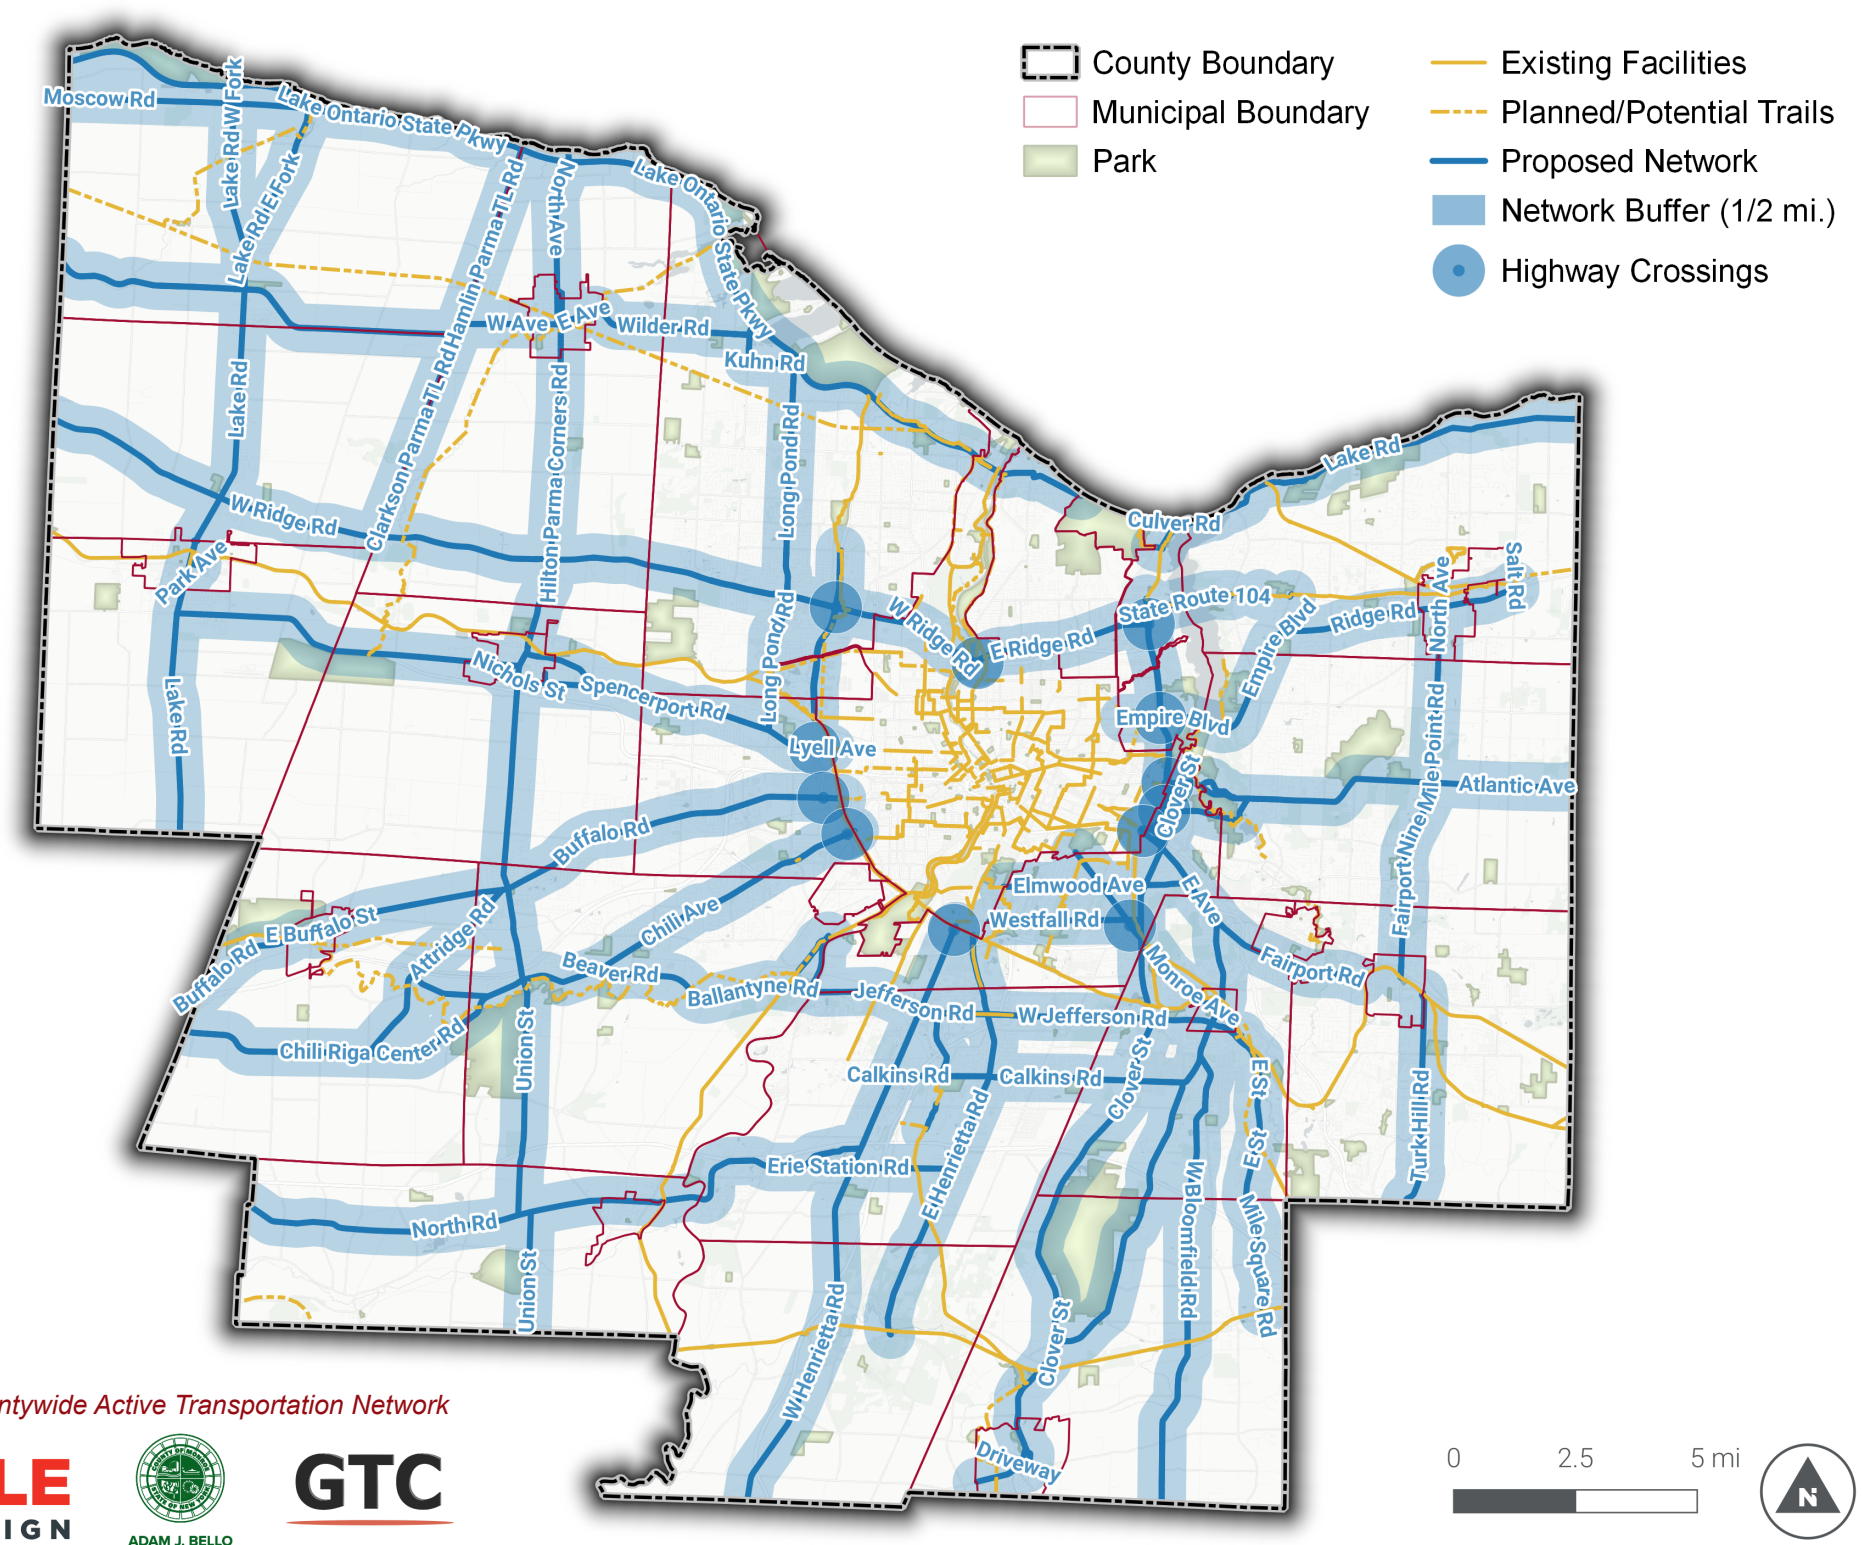 County Boundary
Municipal Boundary
Park
Existing Facilities
Planned/Potential Trails
Proposed Network
Network Buffer (1/2 mi.)
Highway Crossings
Moscow Rd
Lake Rd W Fork
Lake Ontario State Pkwy
Lake Rd E Fork
Hamlin Parma TL Rd
North Ave
Lake Ontario State Pkwy
W Ave
E Ave
Wilder Rd
Kuhn Rd
Lake Rd
Clarkson Parma TL Rd
Hilton Parma Corners Rd
Long Pond Rd
W Ridge Rd
Park Ave
Lake Rd
Culver Rd
Salt Rd
North Ave
State Route 104
Ridge Rd
Empire Blvd
W Ridge Rd
E Ridge Rd
Long Pond Rd
Nichols St
Spencerport Rd
Lake Rd
Lyell Ave
Empire Blvd
Clover St
Atlantic Ave
Fairport Nine Mile Point Rd
Buffalo Rd
Elmwood Ave
Westfall Rd
E Ave
Chili Ave
E Buffalo St
Attridge Rd
Buffalo Rd
Beaver Rd
Ballantyne Rd
Jefferson Rd
W Jefferson Rd
Monroe Ave
Fairport Rd
Chili Riga Center Rd
Union St
Calkins Rd
Calkins Rd
Clover St
E St
Turk Hill Rd
E Henrietta Rd
Erie Station Rd
E St
W Bloomfield Rd
Mile Square Rd
North Rd
Union St
W Henrietta Rd
Clover St
Driveway
ntywide Active Transportation Network
LE
IGN
COUNTY OF MONROE
STATE OF NEW YORK
ADAM J. BELLO
GTC
0 2.5 5 mi
N
Lake Rd